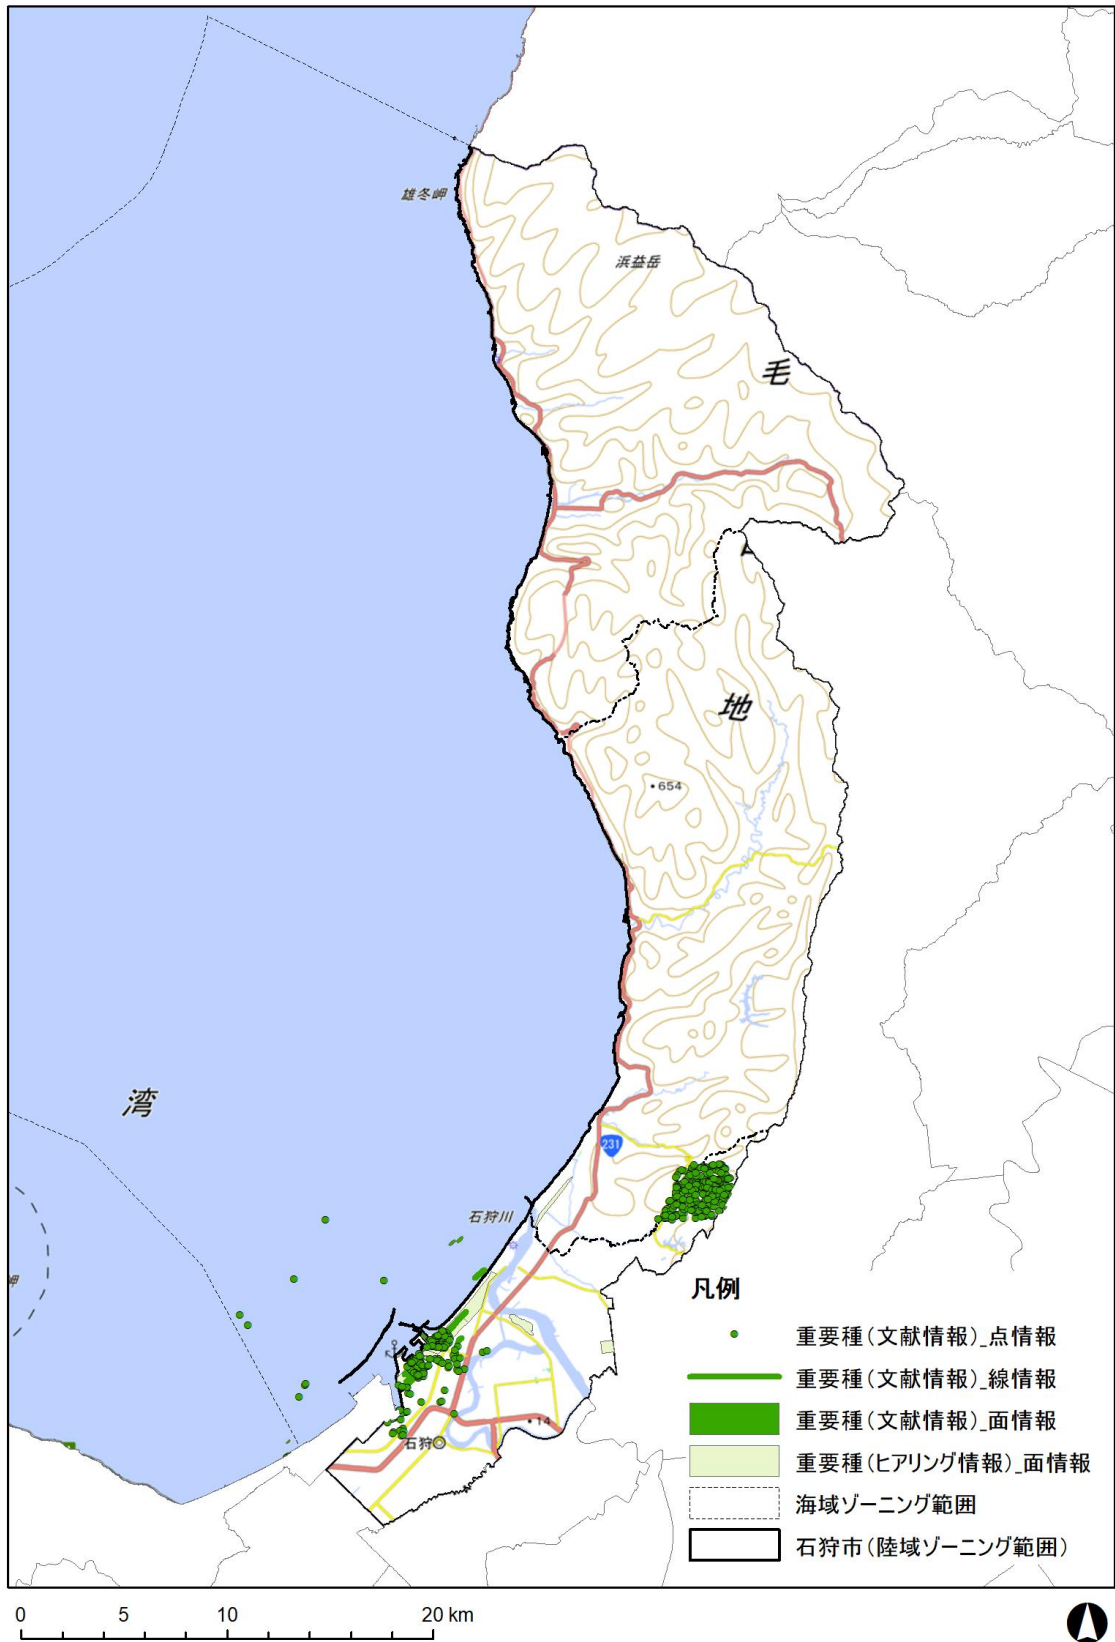 雄冬岬
浜益岳
毛
地
・654
湾
231
石狩川
岬
・14
石狩◎
凡例
重要種(文献情報)_点情報
重要種(文献情報)_線情報
重要種(文献情報)_面情報
重要種(ヒアリング情報)_面情報
海域ゾーニング範囲
石狩市(陸域ゾーニング範囲)
0 5 10 20 km